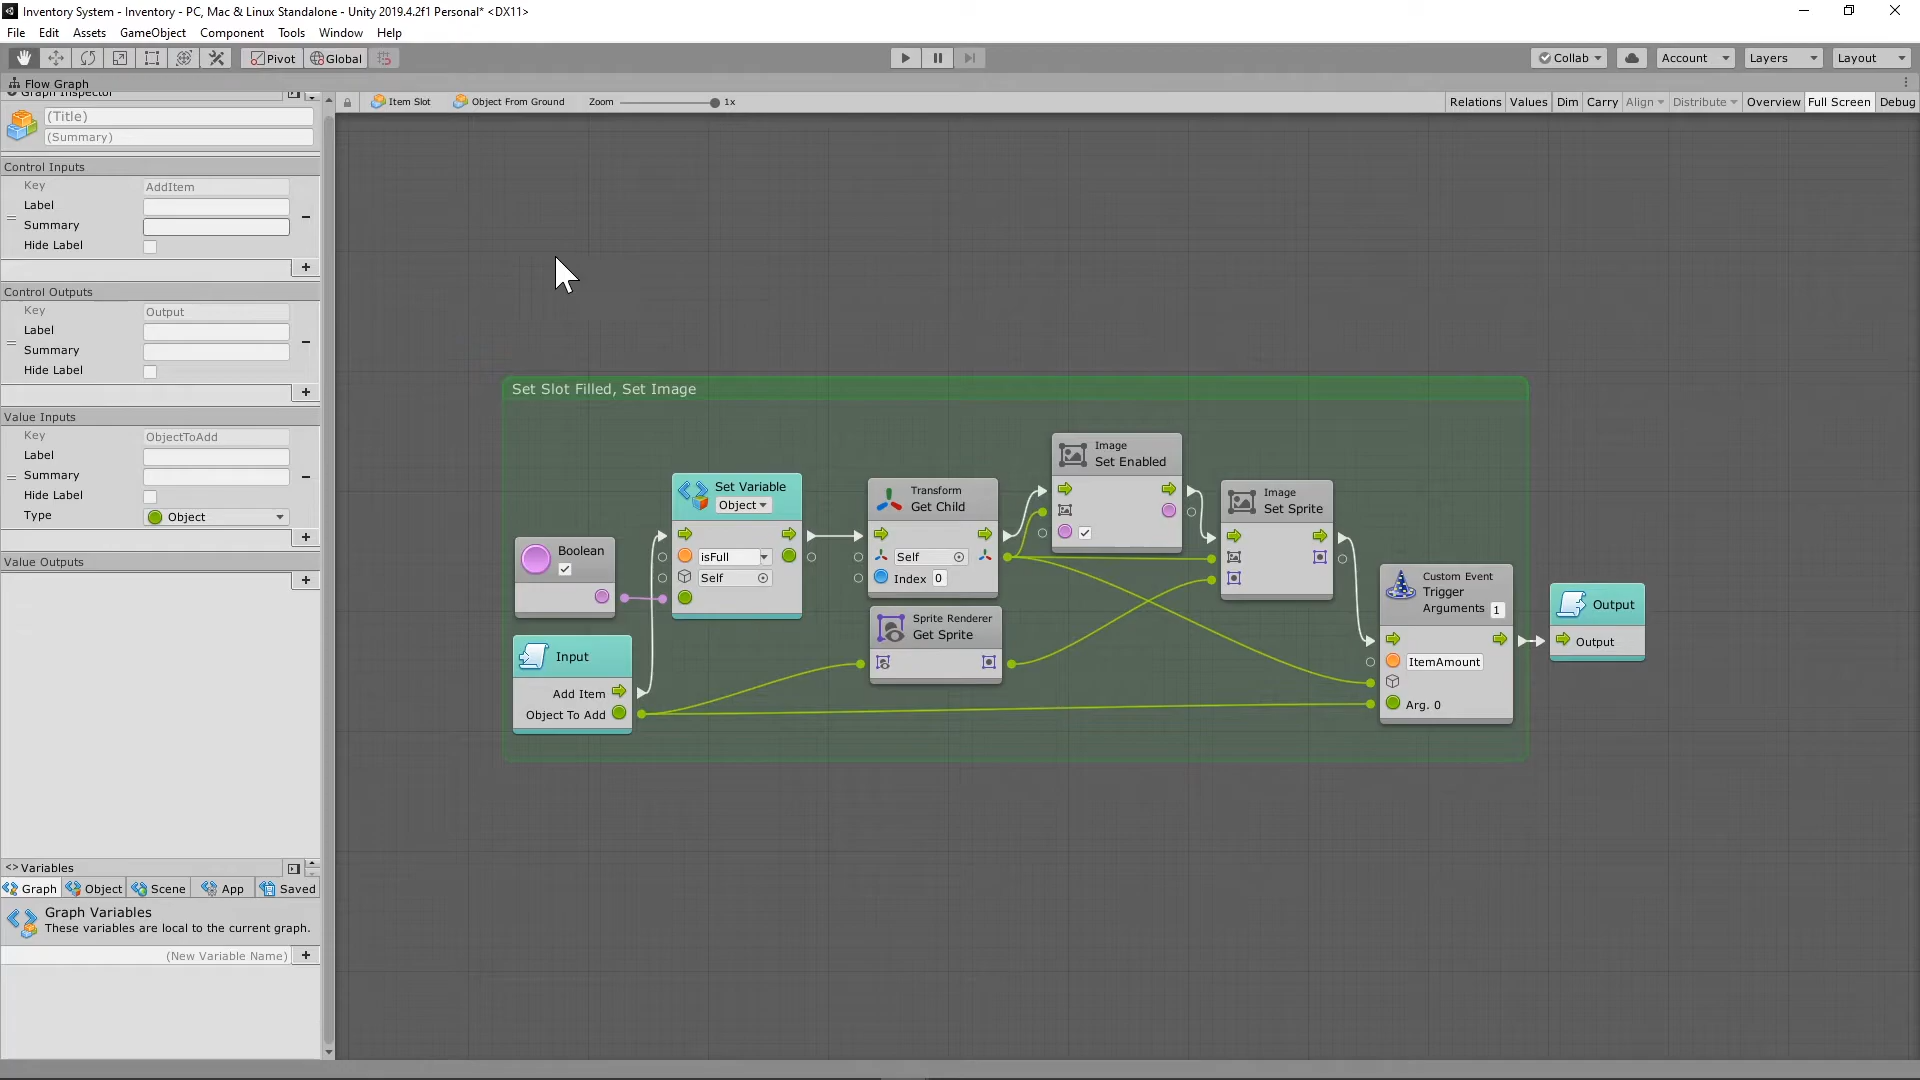 Inventory System - Inventory - PC, Mac & Linux Standalone - Unity 2019.4.2f1 Personal* <DX11>
File Edit Assets GameObject Component Tools Window Help
Pivot Global Collab Account Layers Layout
Flow Graph
Graph Inspector
Item Slot Object From Ground Zoom 1x Relations Values Dim Carry Align Distribute Overview Full Screen Debug
(Title)
(Summary)
Control Inputs
Key AddItem
Label
Summary
Hide Label
Control Outputs
Key Output
Label
Summary
Hide Label
Value Inputs
Key ObjectToAdd
Label
Summary
Hide Label
Type Object
Value Outputs
<> Variables
Graph Object Scene App Saved
Graph Variables
These variables are local to the current graph.
(New Variable Name)
Set Slot Filled, Set Image
Boolean
Input
Add Item
Object To Add
Set Variable
Object
isFull
Self
Transform
Get Child
Self
Index 0
Sprite Renderer
Get Sprite
Image
Set Enabled
Image
Set Sprite
Custom Event
Trigger
Arguments 1
ItemAmount
Arg. 0
Output
Output